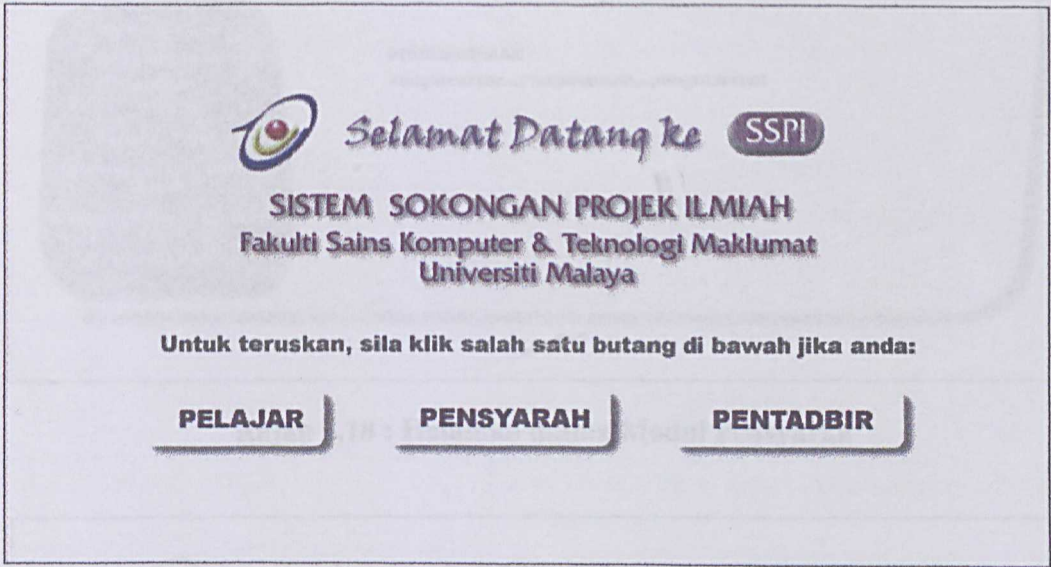 Selamat Datang ke SSPI
SISTEM SOKONGAN PROJEK ILMIAH
Fakulti Sains Komputer & Teknologi Maklumat
Universiti Malaya
Untuk teruskan, sila klik salah satu butang di bawah jika anda:
PELAJAR PENSYARAH PENTADBIR